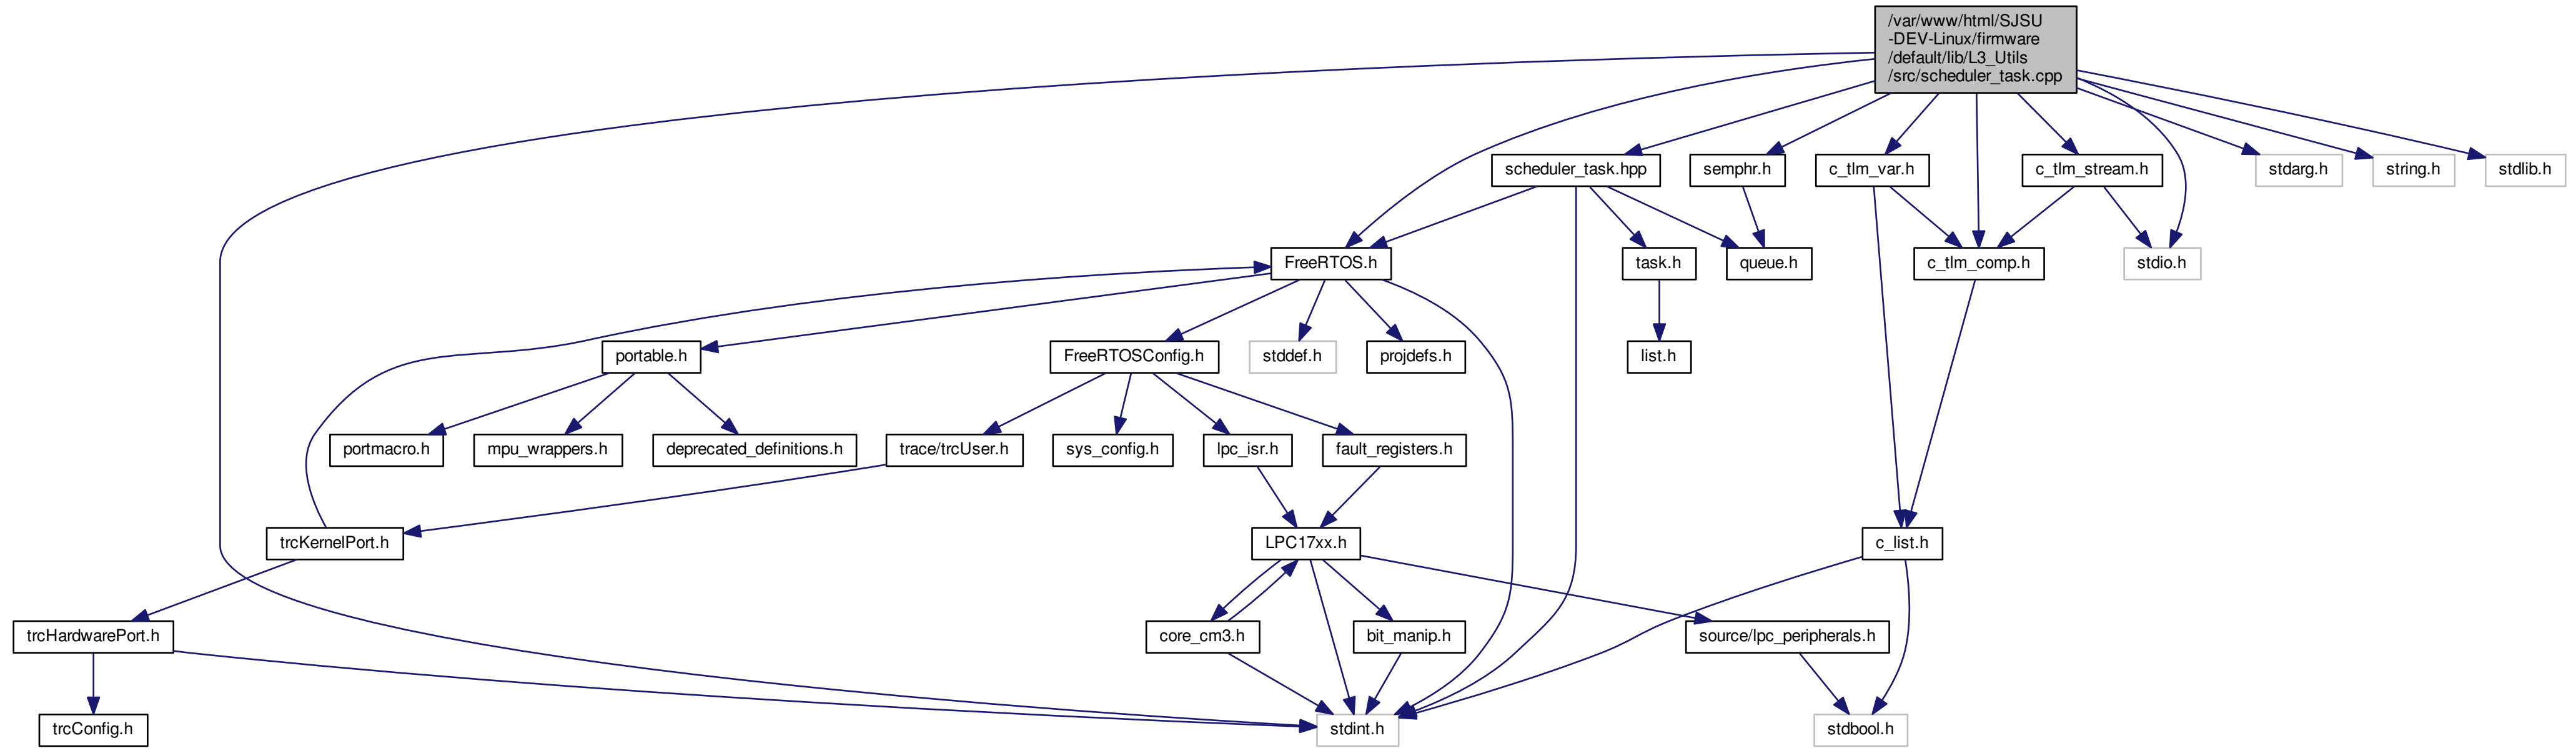 /var/www/html/SJSU
-DEV-Linux/firmware
/default/lib/L3_Utils
/src/scheduler_task.cpp
scheduler_task.hpp
semphr.h
c_tlm_var.h
c_tlm_stream.h
stdarg.h
string.h
stdlib.h
FreeRTOS.h
task.h
queue.h
c_tlm_comp.h
stdio.h
portable.h
FreeRTOSConfig.h
stddef.h
projdefs.h
list.h
portmacro.h
mpu_wrappers.h
deprecated_definitions.h
trace/trcUser.h
sys_config.h
lpc_isr.h
fault_registers.h
trcKernelPort.h
LPC17xx.h
c_list.h
trcHardwarePort.h
core_cm3.h
bit_manip.h
source/lpc_peripherals.h
trcConfig.h
stdint.h
stdbool.h